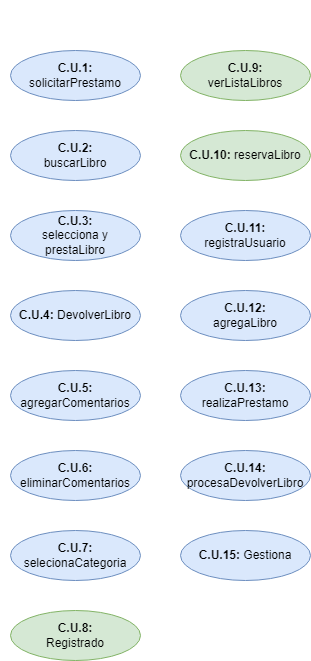 C.U.1:
solicitarPrestamo
C.U.2:
buscarLibro
C.U.3:
selecciona y
prestaLibro
C.U.4: DevolverLibro
C.U.5:
agregarComentarios
C.U.6:
eliminarComentarios
C.U.7:
selecionaCategoria
C.U.8:
Registrado
C.U.9:
verListaLibros
C.U.10: reservaLibro
C.U.11:
registraUsuario
C.U.12:
agregaLibro
C.U.13:
realizaPrestamo
C.U.14:
procesaDevolverLibro
C.U.15: Gestiona